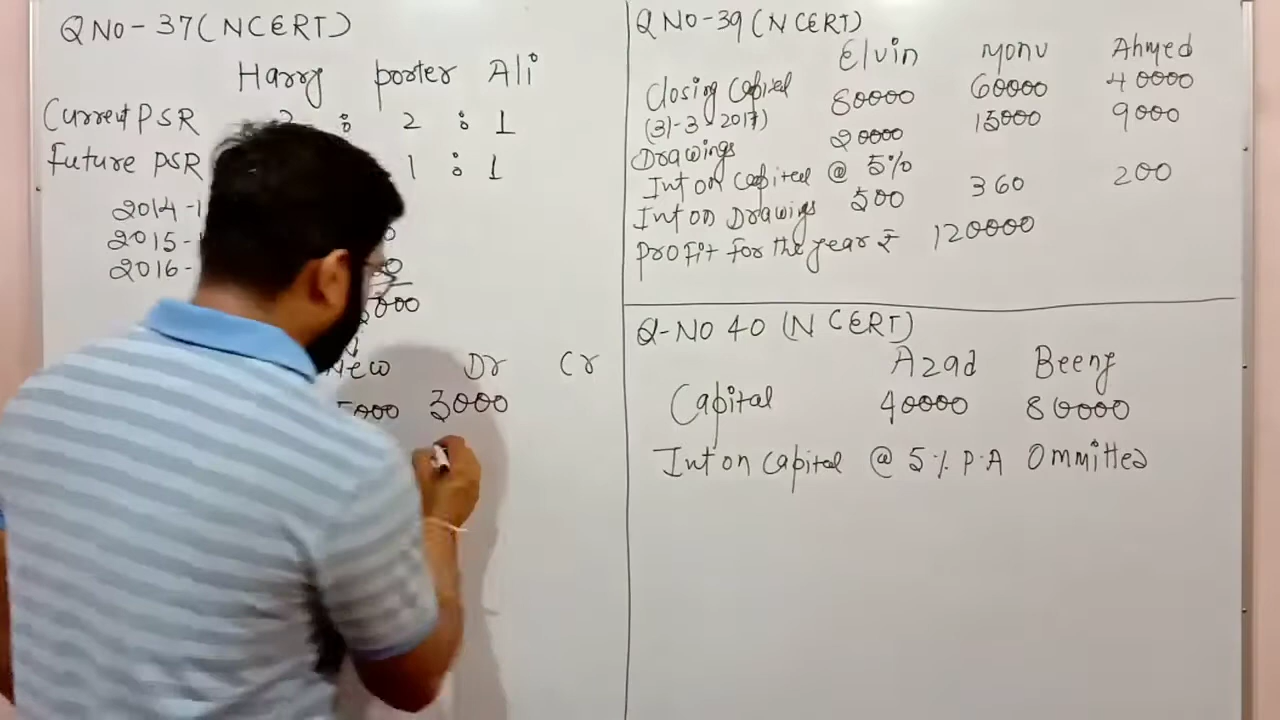 Q NO-37(NCERT)
Harry porter Ali
Current PSR : 2 : 1
Future PSR 1 : 1
2014-1
2015-
2016-
000
New Dr Cr
5000 3000
Q NO-39(NCERT)
Elvin Monu Ahmed
Closing Capital 80000 60000 40000
(31-3 2017)
Drawings 20000 15000 9000
Int on capital @ 5%
Int on Drawings 500 360 200
Profit for the year ₹ 120000
Q-NO 40 (NCERT)
Azad Beeny
Capital 40000 80000
Int on capital @ 5% P.A Ommitted